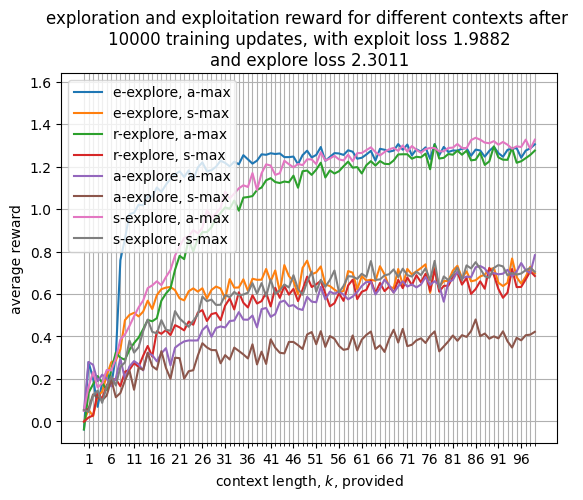 exploration and exploitation reward for different contexts after
10000 training updates, with exploit loss 1.9882
and explore loss 2.3011
1.6
1.4
1.2
1.0
0.8
0.6
0.4
0.2
0.0
average reward
e-explore, a-max
e-explore, s-max
r-explore, a-max
r-explore, s-max
a-explore, a-max
a-explore, s-max
s-explore, a-max
s-explore, s-max
1 6 11 16 21 26 31 36 41 46 51 56 61 66 71 76 81 86 91 96
context length, k, provided